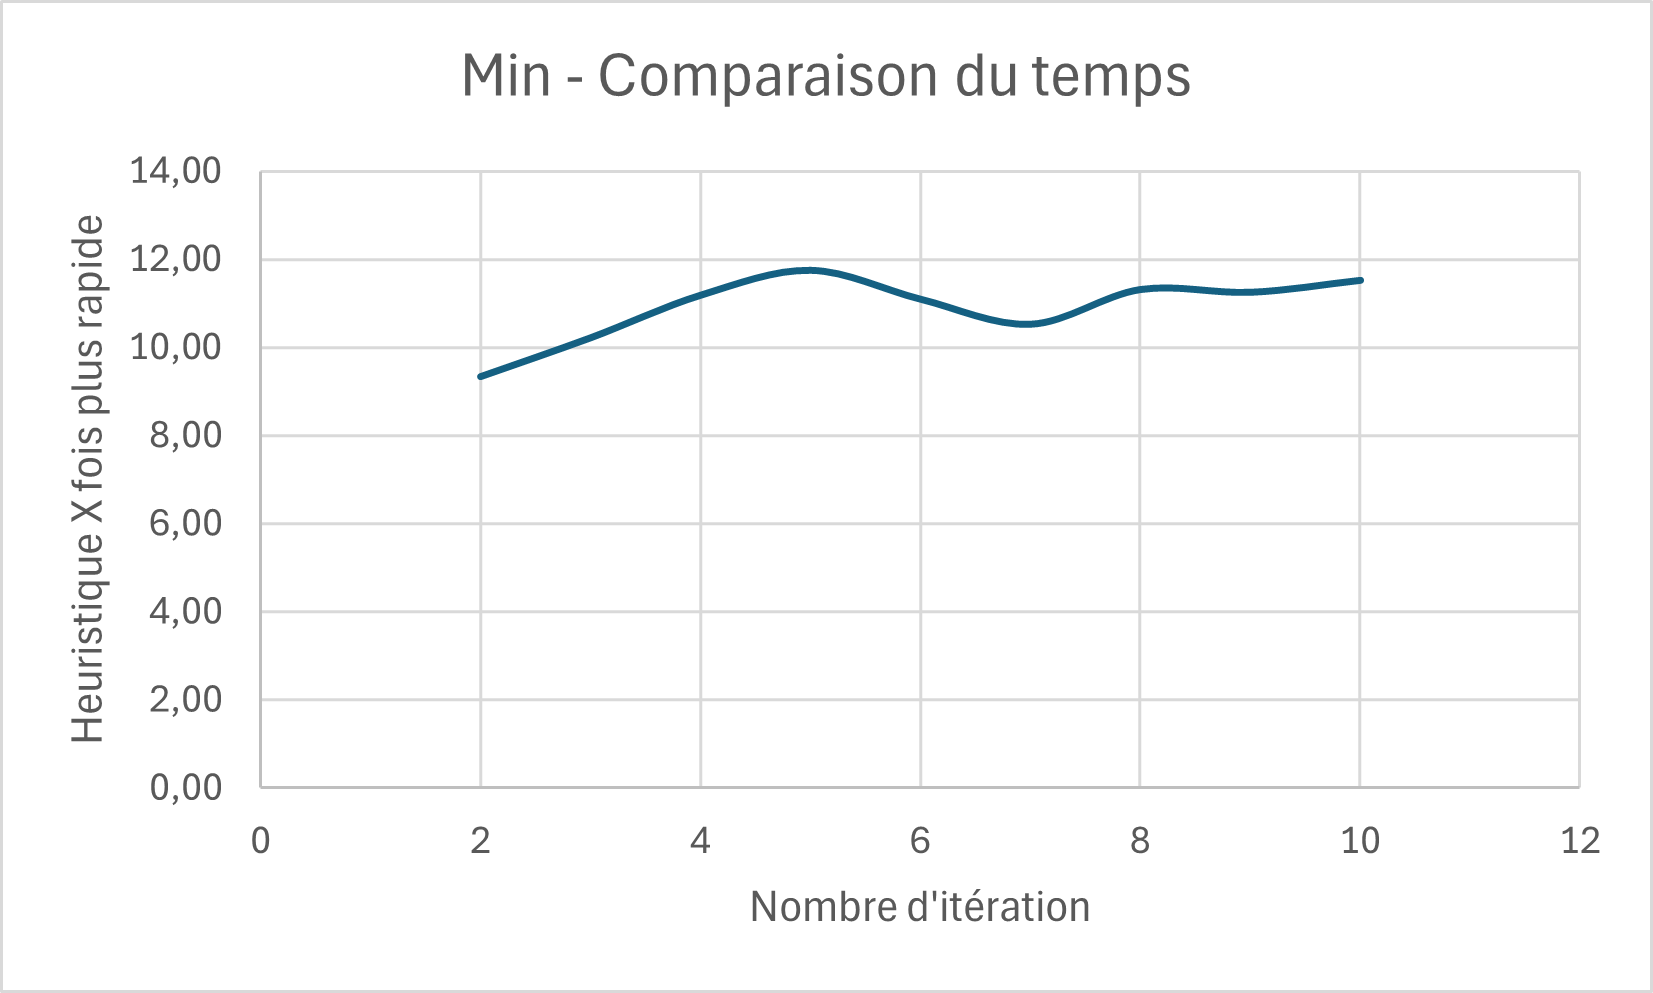 Min - Comparaison du temps
Heuristique X fois plus rapide
14,00
12,00
10,00
8,00
6,00
4,00
2,00
0,00
0 2 4 6 8 10 12
Nombre d'itération